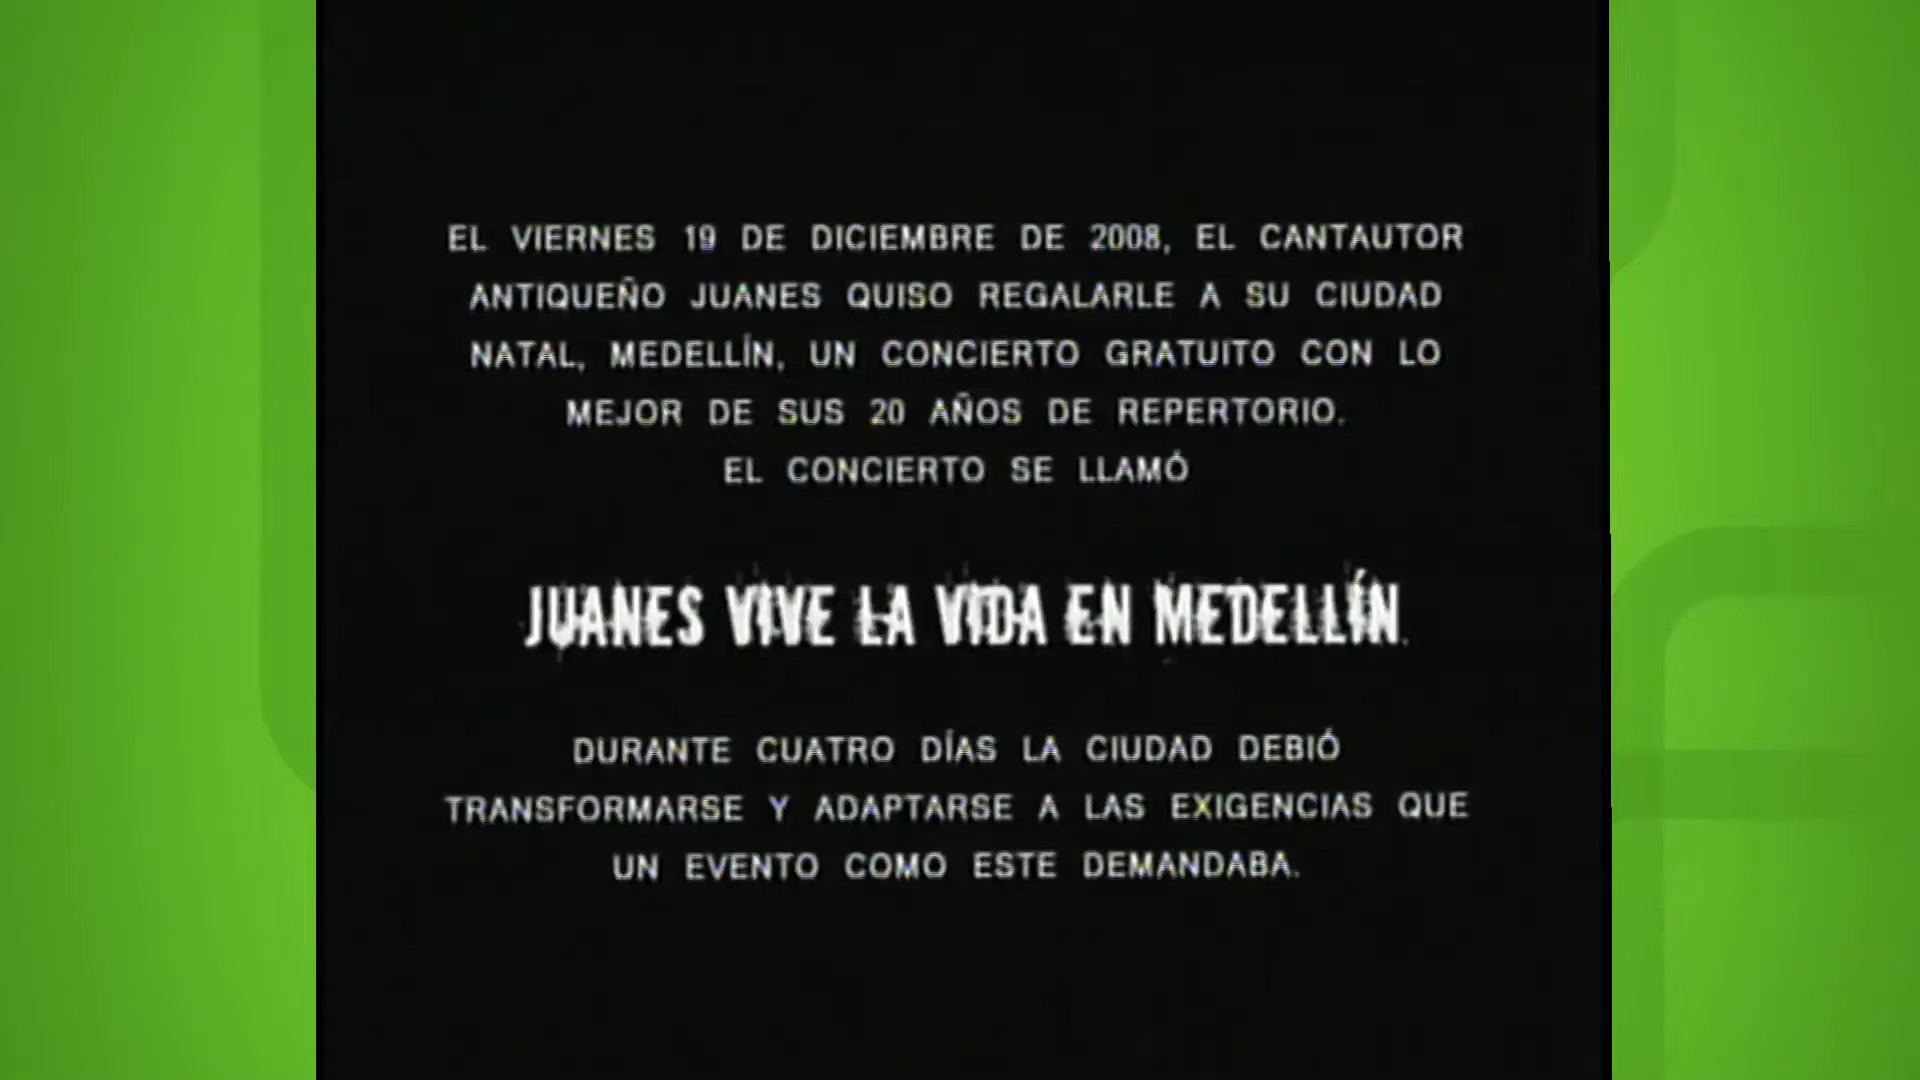 EL VIERNES 19 DE DICIEMBRE DE 2008, EL CANTAUTOR
ANTIQUEÑO JUANES QUISO REGALARLE A SU CIUDAD
NATAL, MEDELLÍN, UN CONCIERTO GRATUITO CON LO
MEJOR DE SUS 20 AÑOS DE REPERTORIO.
EL CONCIERTO SE LLAMÓ
JUANES VIVE LA VIDA EN MEDELLÍN.
DURANTE CUATRO DÍAS LA CIUDAD DEBIÓ
TRANSFORMARSE Y ADAPTARSE A LAS EXIGENCIAS QUE
UN EVENTO COMO ESTE DEMANDABA.